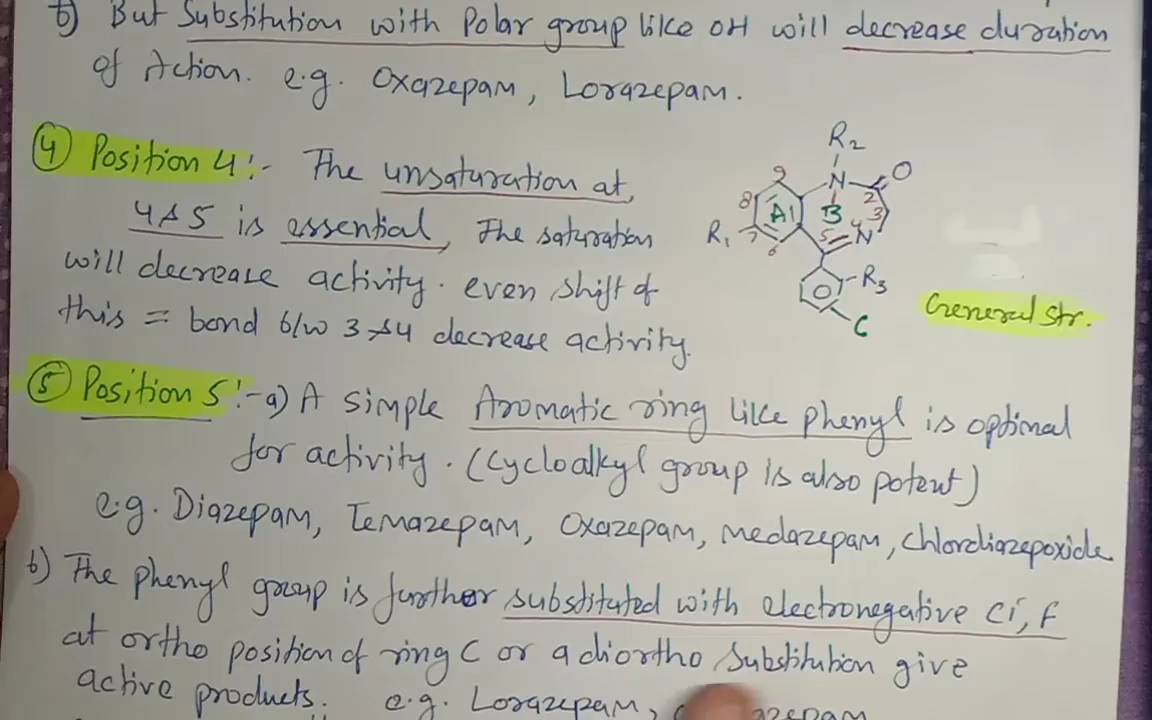 b) But Substitution with Polar group like OH will decrease duration
of Action. e.g. Oxazepam, Lorazepam.
④ Position 4:- The unsaturation at,
4 & 5 is essential, The saturation
will decrease activity. even shift of
this = bond b/w 3 & 4 decrease activity.
R2
N
O
9
8
A
1
B
2
3
4
N
5
R1
7
6
R3
C
General Str.
⑤ Position 5:- a) A simple Aromatic ring like phenyl is optimal
for activity. (Cycloalkyl group is also potent)
e.g. Diazepam, Temazepam, Oxazepam, medazepam, chlordiazepoxide
b) The phenyl group is further substituted with electronegative Cl, F
at ortho position of ring C or a diortho Substitution give
active products. e.g. Lorazepam,